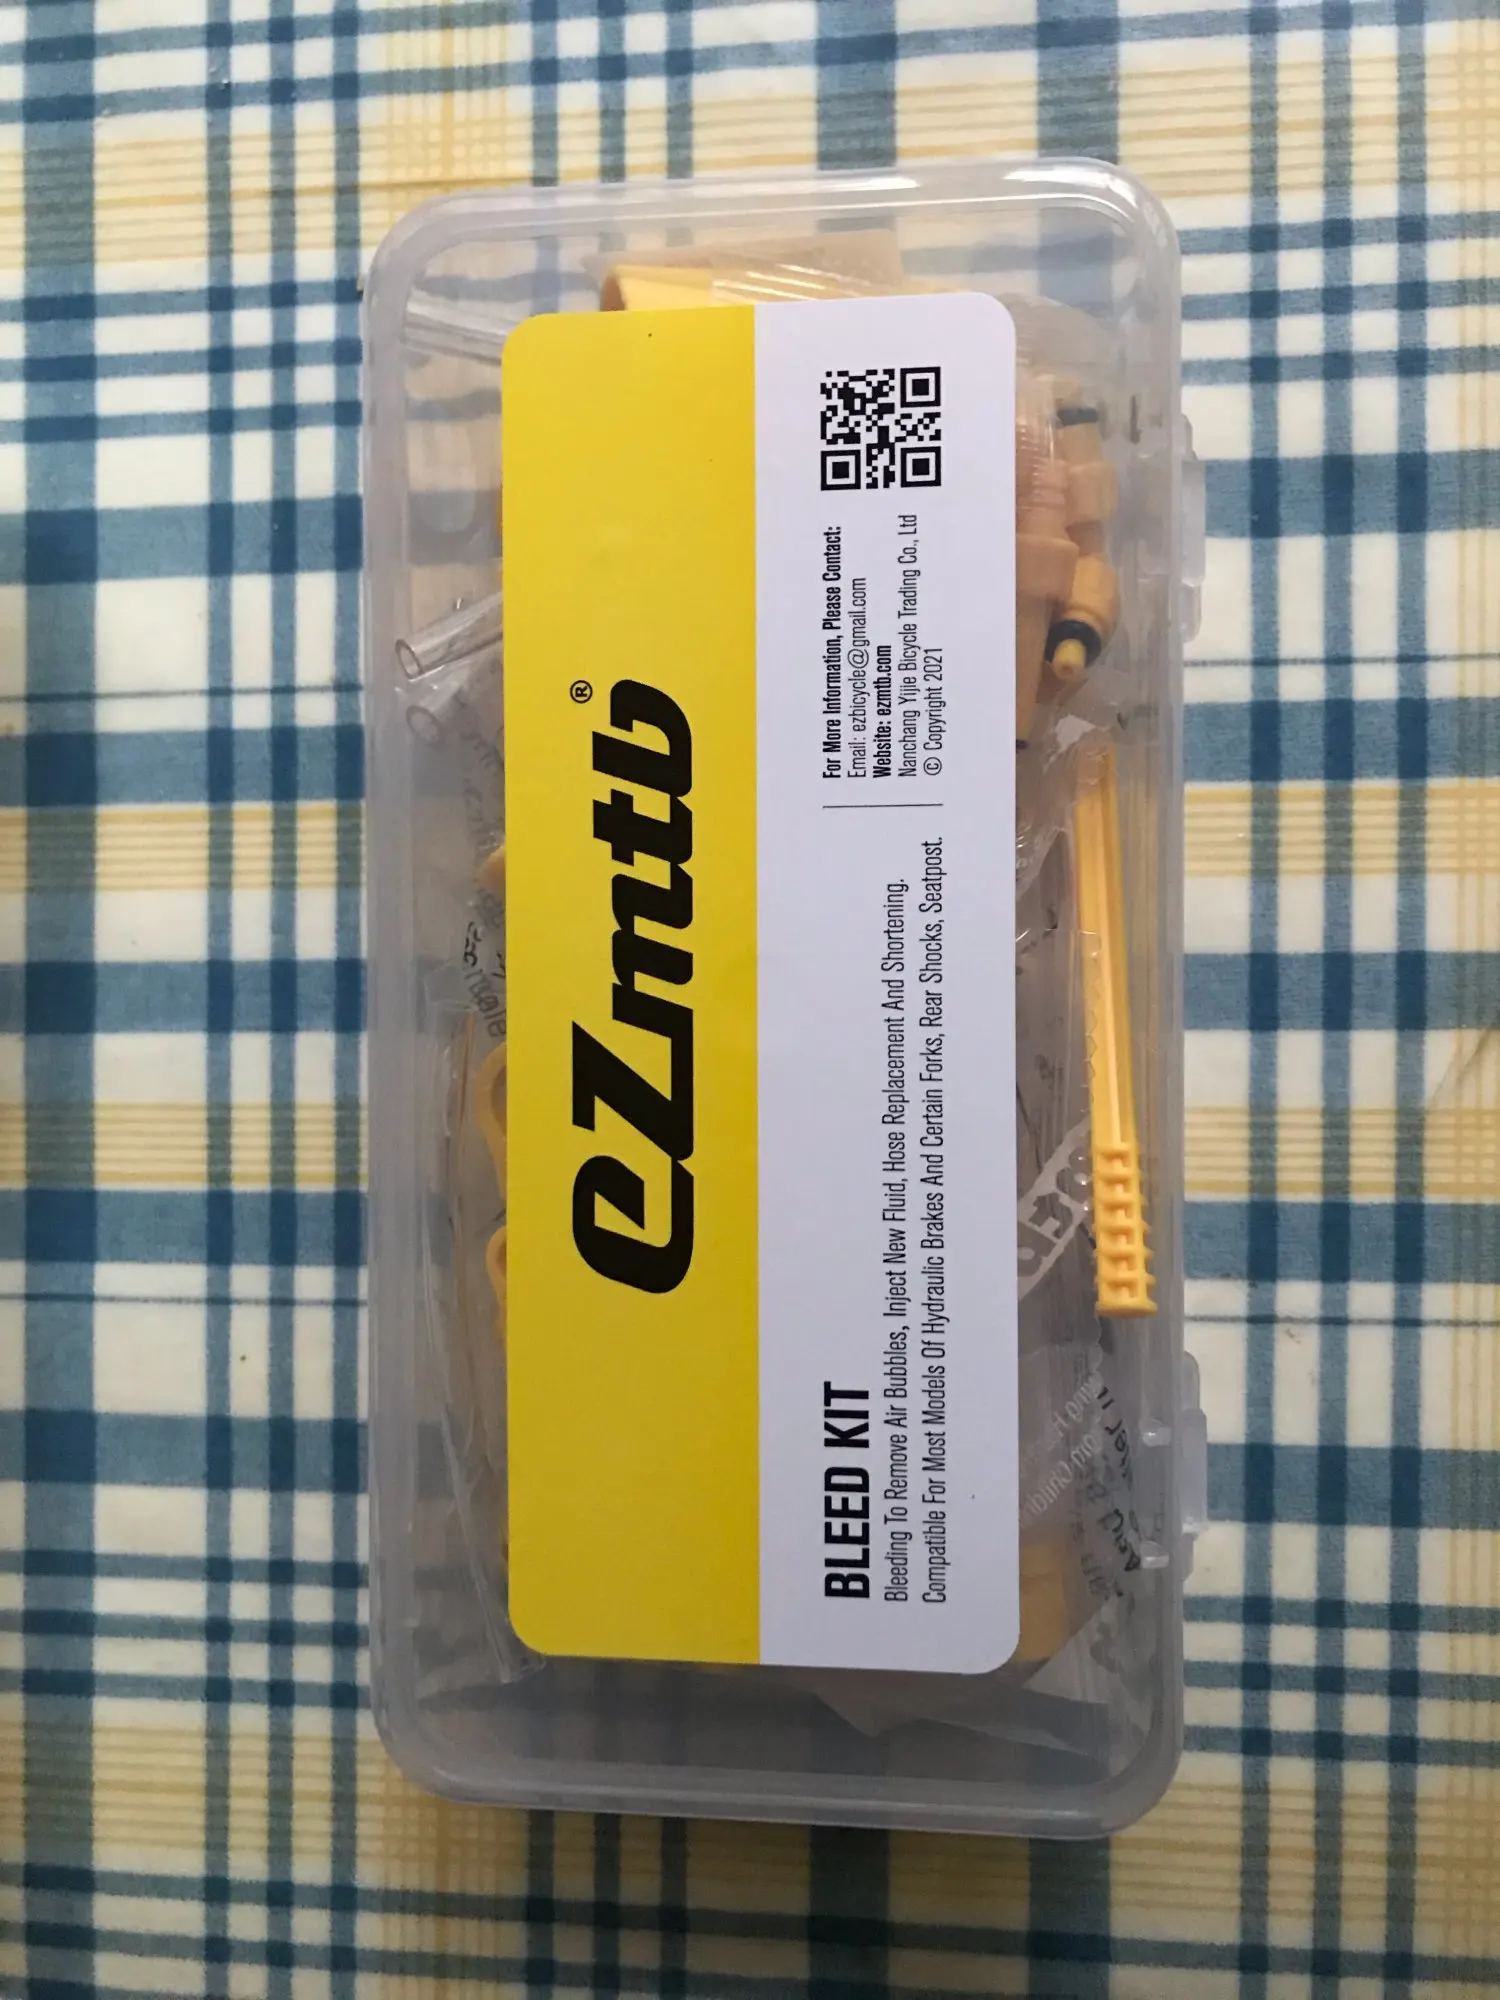 eZmtb®
BLEED KIT
Bleeding To Remove Air Bubbles, Inject New Fluid, Hose Replacement And Shortening.
Compatible For Most Models Of Hydraulic Brakes And Certain Forks, Rear Shocks, Seatpost.
For More Information, Please Contact:
Email: ezbicycle@gmail.com
Website: ezmtb.com
Nanchang Yijie Bicycle Trading Co., Ltd
© Copyright 2021